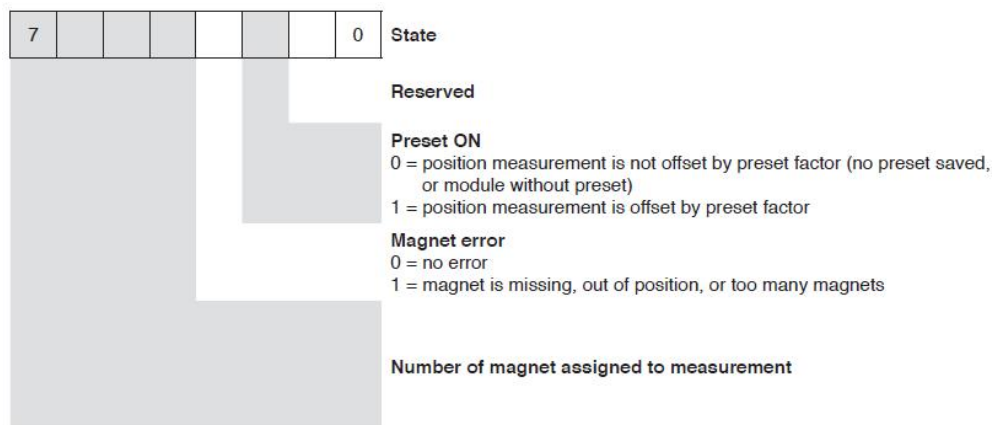 7 0 State
Reserved
Preset ON
0 = position measurement is not offset by preset factor (no preset saved,
or module without preset)
1 = position measurement is offset by preset factor
Magnet error
0 = no error
1 = magnet is missing, out of position, or too many magnets
Number of magnet assigned to measurement